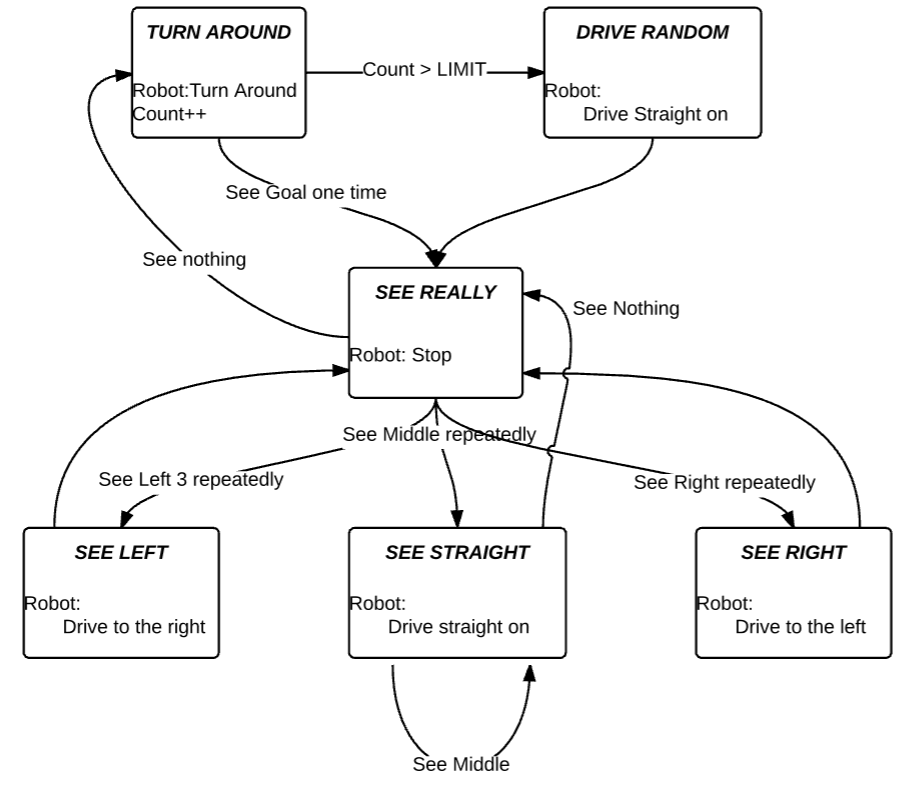 TURN AROUND
Robot:Turn Around
Count++
Count > LIMIT
DRIVE RANDOM
Robot:
Drive Straight on
See Goal one time
See nothing
SEE REALLY
Robot: Stop
See Nothing
See Middle repeatedly
See Left 3 repeatedly
See Right repeatedly
SEE LEFT
Robot:
Drive to the right
SEE STRAIGHT
Robot:
Drive straight on
SEE RIGHT
Robot:
Drive to the left
See Middle